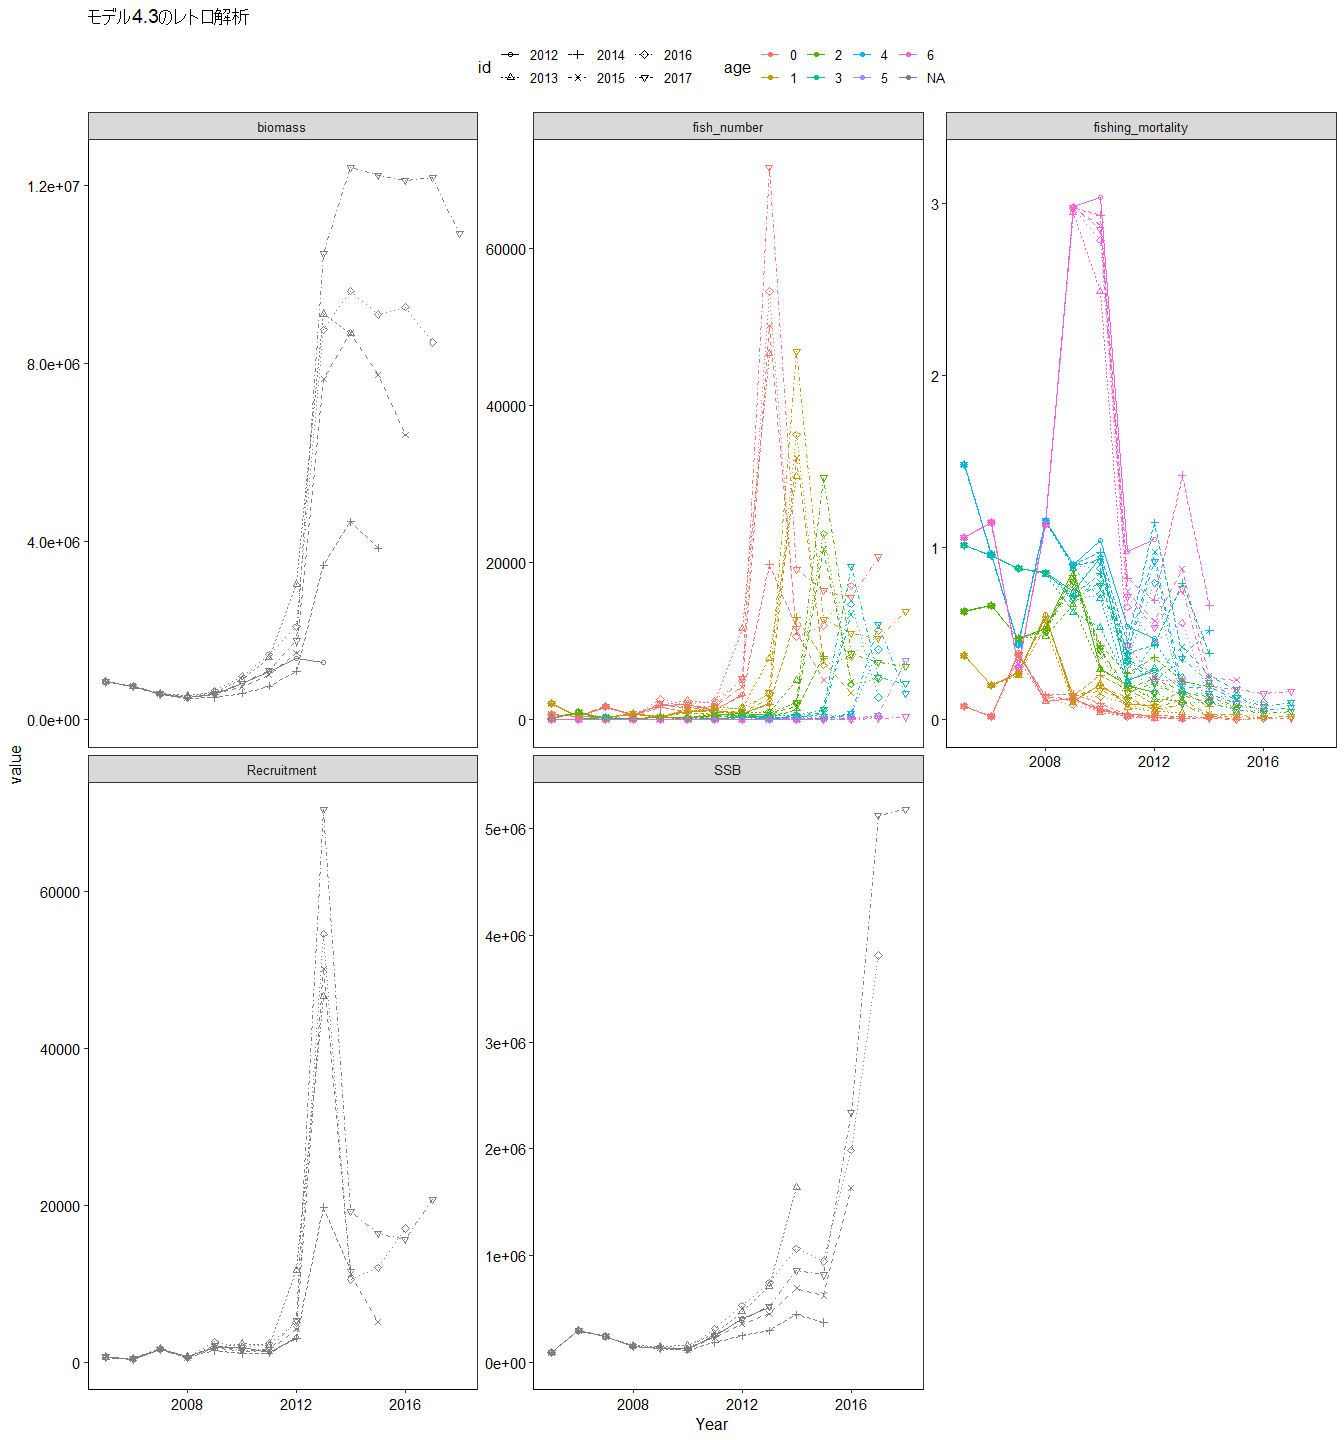 モデル4.3のレトロ解析
id
2012
2014
2016
2013
2015
2017
age
0
2
4
6
1
3
5
NA
biomass
fish_number
fishing_mortality
1.2e+07
8.0e+06
4.0e+06
0.0e+00
60000
40000
20000
0
3
2
1
0
2008
2012
2016
value
Recruitment
SSB
60000
40000
20000
0
5e+06
4e+06
3e+06
2e+06
1e+06
0e+00
2008
2012
2016
2008
2012
2016
Year